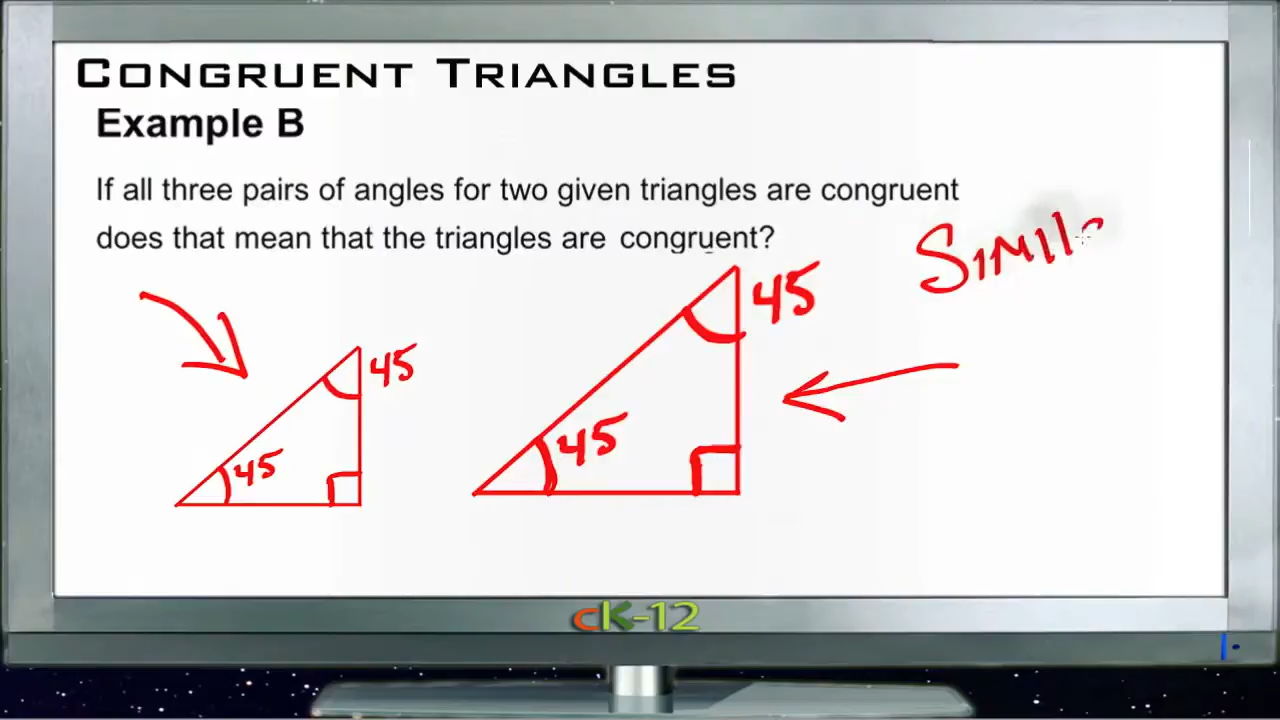 CONGRUENT TRIANGLES
Example B
If all three pairs of angles for two given triangles are congruent
does that mean that the triangles are congruent?
45
45
45
45
cK-12